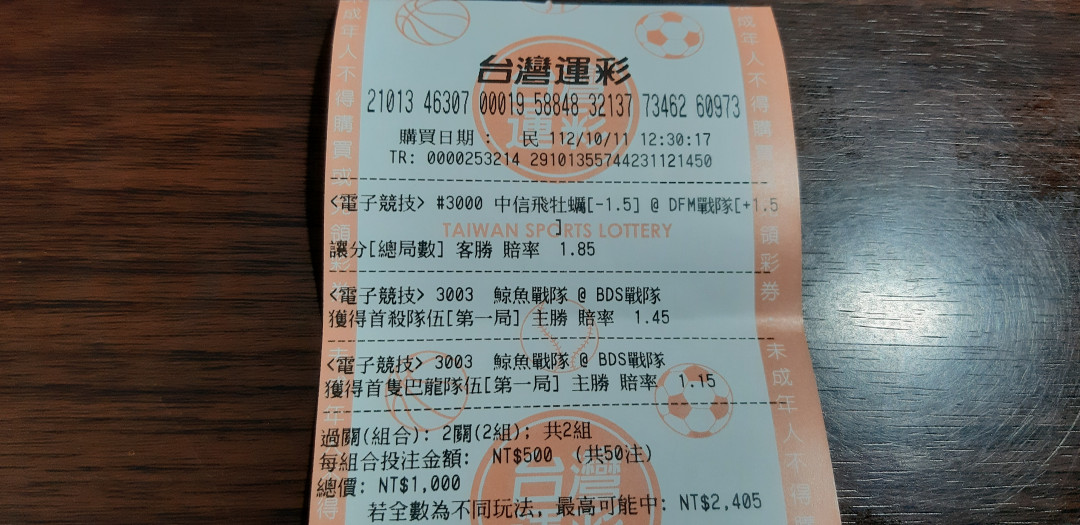 台灣運彩
21013 46307 00019 58848 32137 73462 60973
購買日期 : 民 112/10/11 12:30:17
TR: 0000253214 29101355744231121450
<電子競技> #3000 中信飛牡蠣[-1.5] @ DFM戰隊[+1.5
]
TAIWAN SPORTS LOTTERY
讓分[總局數] 客勝 賠率 1.85
<電子競技> 3003 鯨魚戰隊 @ BDS戰隊
獲得首殺隊伍[第一局] 主勝 賠率 1.45
<電子競技> 3003 鯨魚戰隊 @ BDS戰隊
獲得首隻巴龍隊伍[第一局] 主勝 賠率 1.15
過關(組合): 2關(2組); 共2組
每組合投注金額: NT$500 (共50注)
總價: NT$1,000
若全數為不同玩法, 最高可能中: NT$2,405
成年人不得購買或
領彩券
未成年人不得